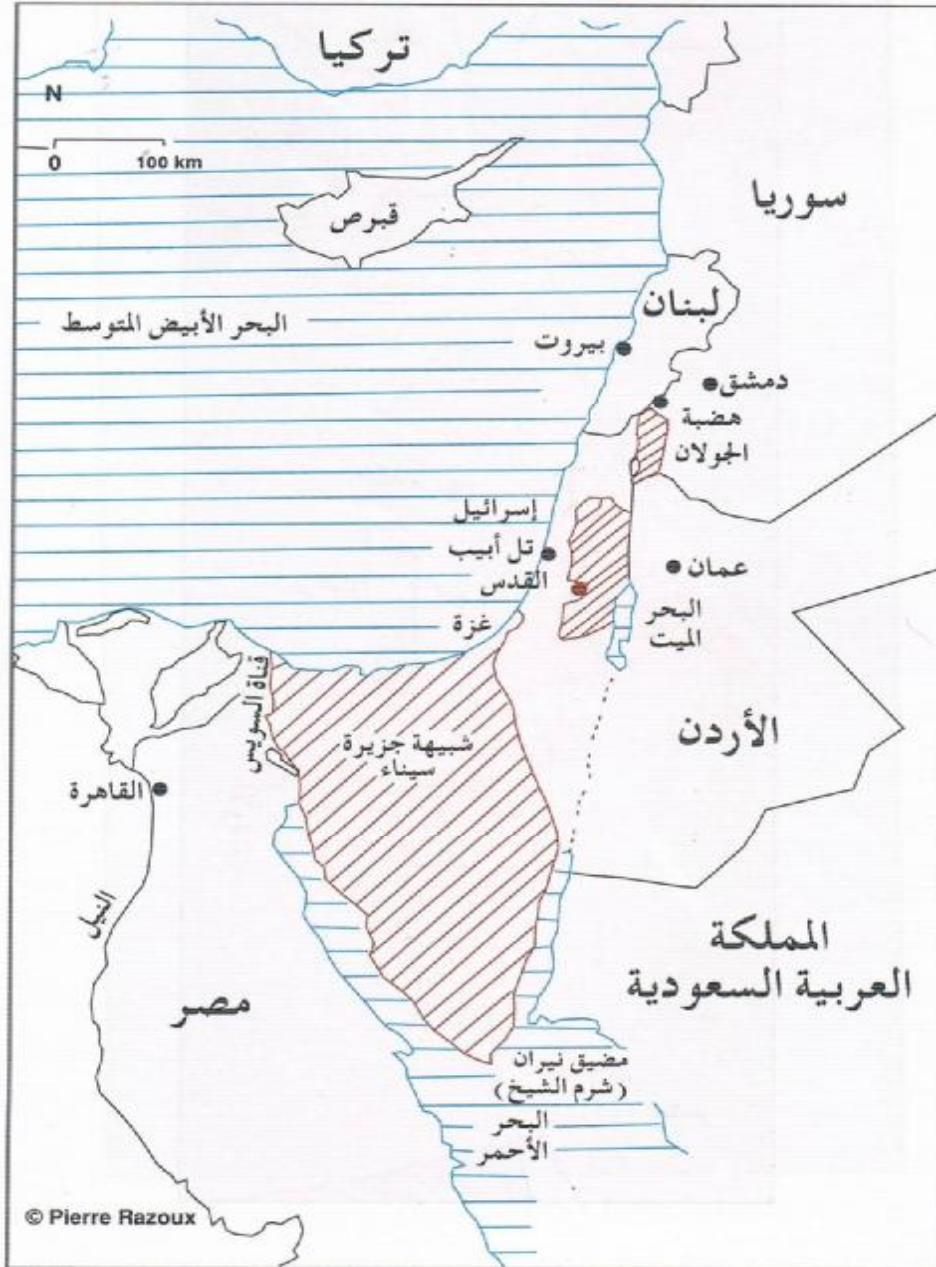 تركيا
N
0 100 km
قبرص
سوريا
لبنان
البحر الأبيض المتوسط
بيروت
دمشق
هضبة
الجولان
إسرائيل
تل أبيب
القدس
عمان
البحر
الميت
غزة
قناة السويس
شبيهة جزيرة
سيناء
الأردن
القاهرة
النيل
المملكة
العربية السعودية
مصر
مضيق نيران
(شرم الشيخ)
البحر
الأحمر
© Pierre Razoux